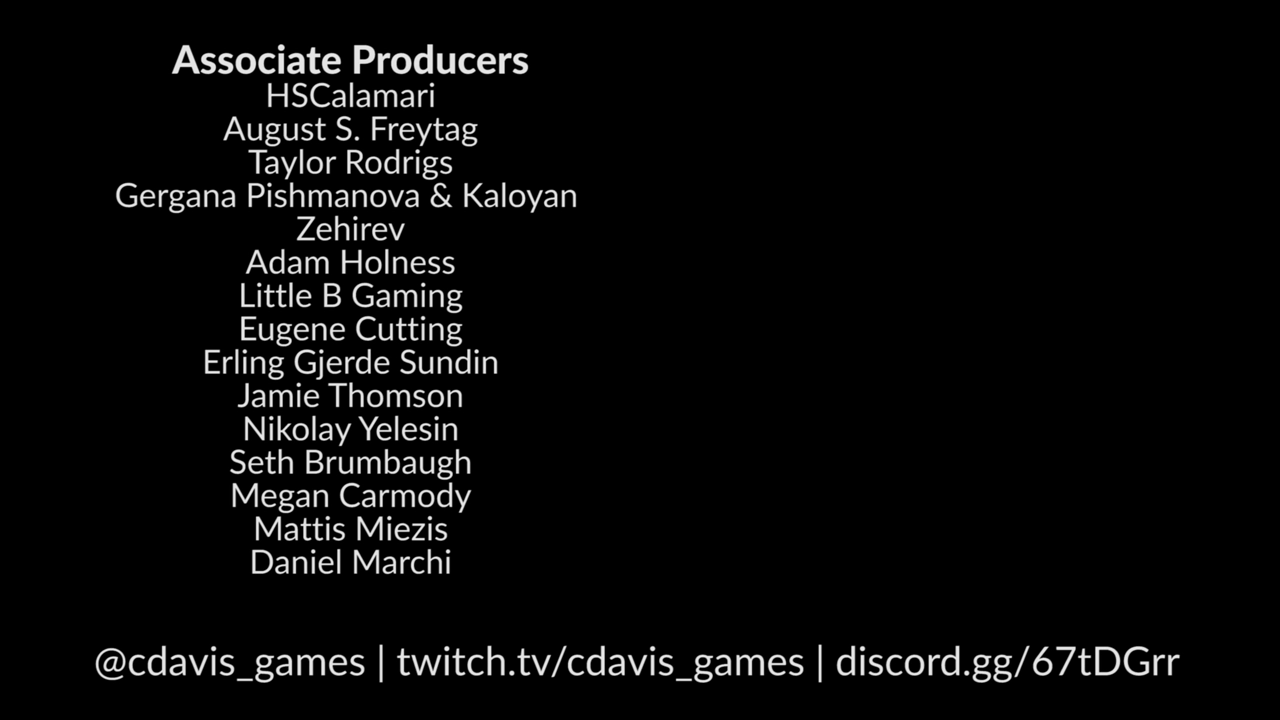 Associate Producers
HSCalamari
August S. Freytag
Taylor Rodrigs
Gergana Pishmanova & Kaloyan
Zehirev
Adam Holness
Little B Gaming
Eugene Cutting
Erling Gjerde Sundin
Jamie Thomson
Nikolay Yelesin
Seth Brumbaugh
Megan Carmody
Mattis Miezis
Daniel Marchi
@cdavis_games | twitch.tv/cdavis_games | discord.gg/67tDGrr